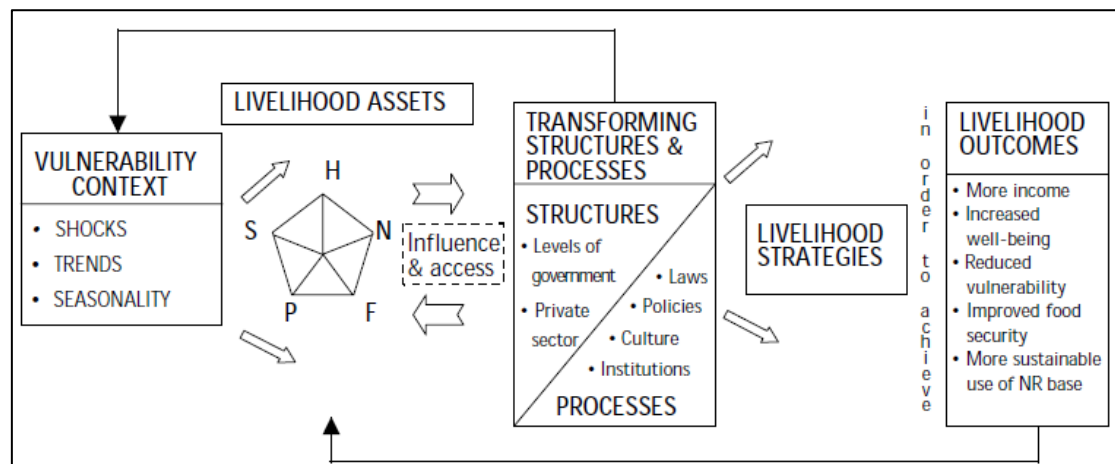 LIVELIHOOD ASSETS
VULNERABILITY
CONTEXT
• SHOCKS
• TRENDS
• SEASONALITY
H
S
N
P
F
Influence
& access
TRANSFORMING
STRUCTURES &
PROCESSES
STRUCTURES
• Levels of
government
• Private
sector
• Laws
• Policies
• Culture
• Institutions
PROCESSES
LIVELIHOOD
STRATEGIES
in order to achieve
LIVELIHOOD
OUTCOMES
• More income
• Increased
well-being
• Reduced
vulnerability
• Improved food
security
• More sustainable
use of NR base